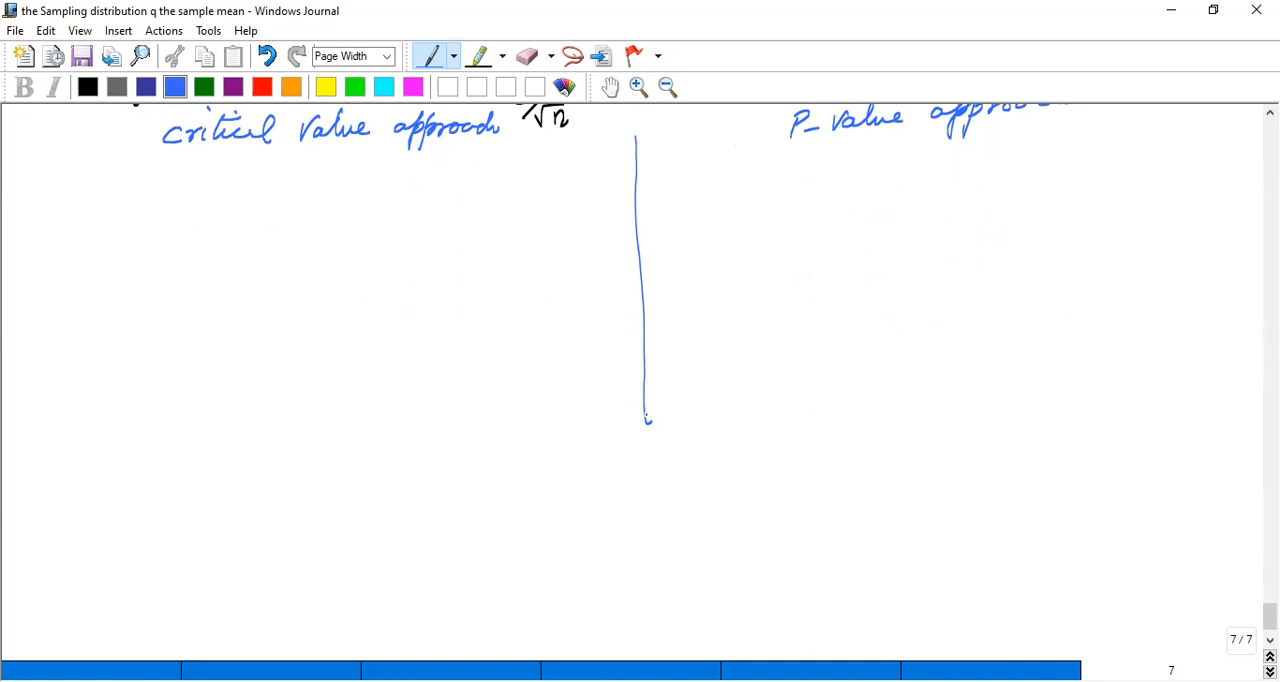 the Sampling distribution q the sample mean - Windows Journal
File Edit View Insert Actions Tools Help
Page Width
B I
√n
critical value approach
P- value
7 / 7
7